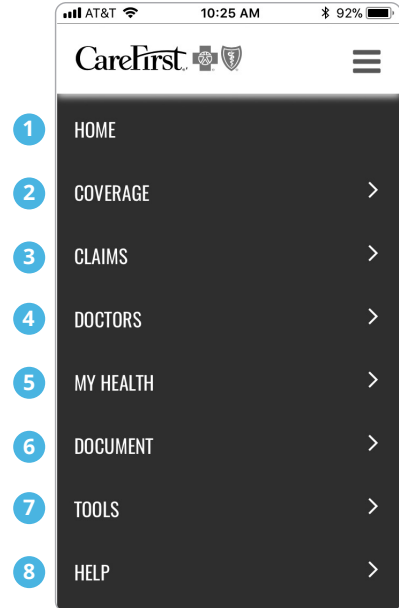 AT&T 10:25 AM 92%
CareFirst
1 HOME
2 COVERAGE
3 CLAIMS
4 DOCTORS
5 MY HEALTH
6 DOCUMENT
7 TOOLS
8 HELP